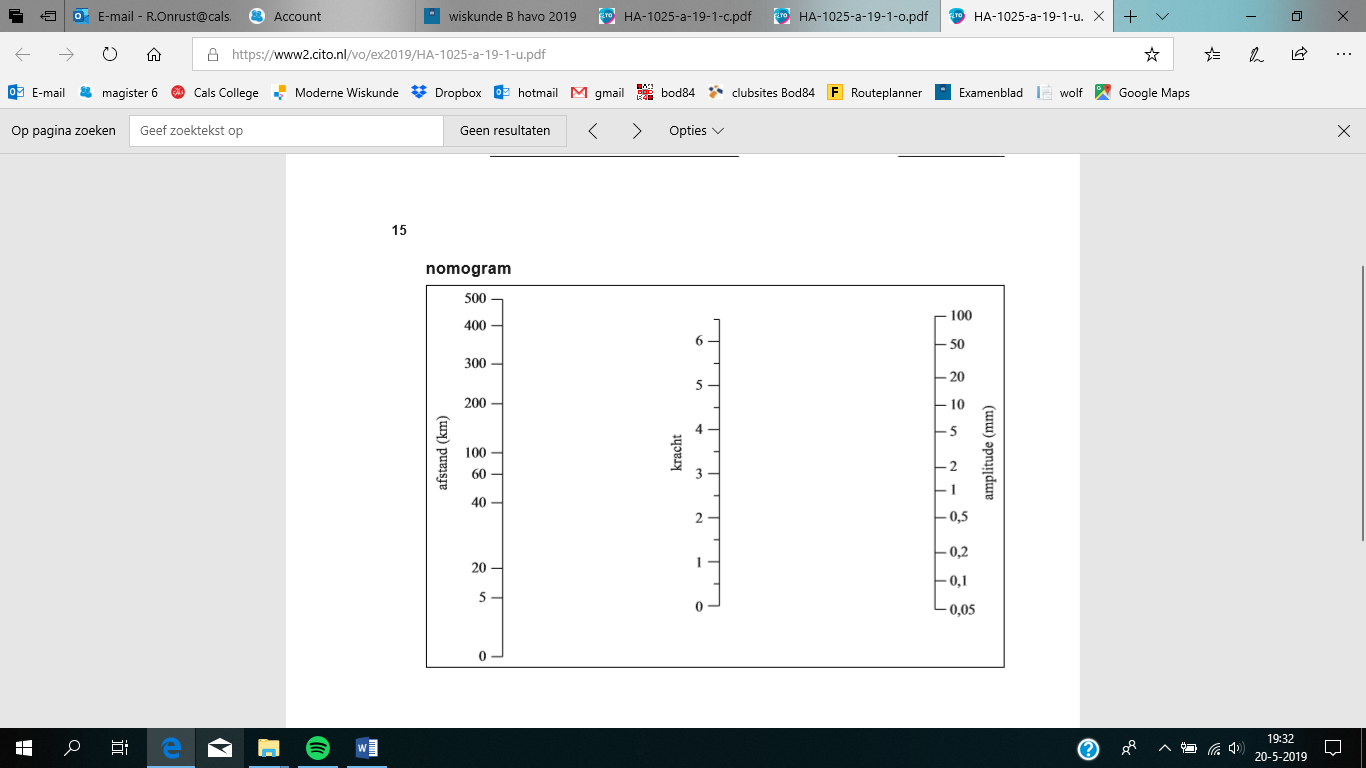 E-mail - R.Onrust@cals.
Account
wiskunde B havo 2019
HA-1025-a-19-1-c.pdf
HA-1025-a-19-1-o.pdf
HA-1025-a-19-1-u.
https://www2.cito.nl/vo/ex2019/HA-1025-a-19-1-u.pdf
E-mail
magister 6
Cals College
Moderne Wiskunde
Dropbox
hotmail
gmail
bod84
clubsites Bod84
Routeplanner
Examenblad
wolf
Google Maps
Op pagina zoeken
Geef zoektekst op
Geen resultaten
Opties
15
nomogram
500
400
300
200
100
60
40
20
5
0
afstand (km)
6
5
4
3
2
1
0
kracht
100
50
20
10
5
2
1
0,5
0,2
0,1
0,05
amplitude (mm)
19:32
20-5-2019